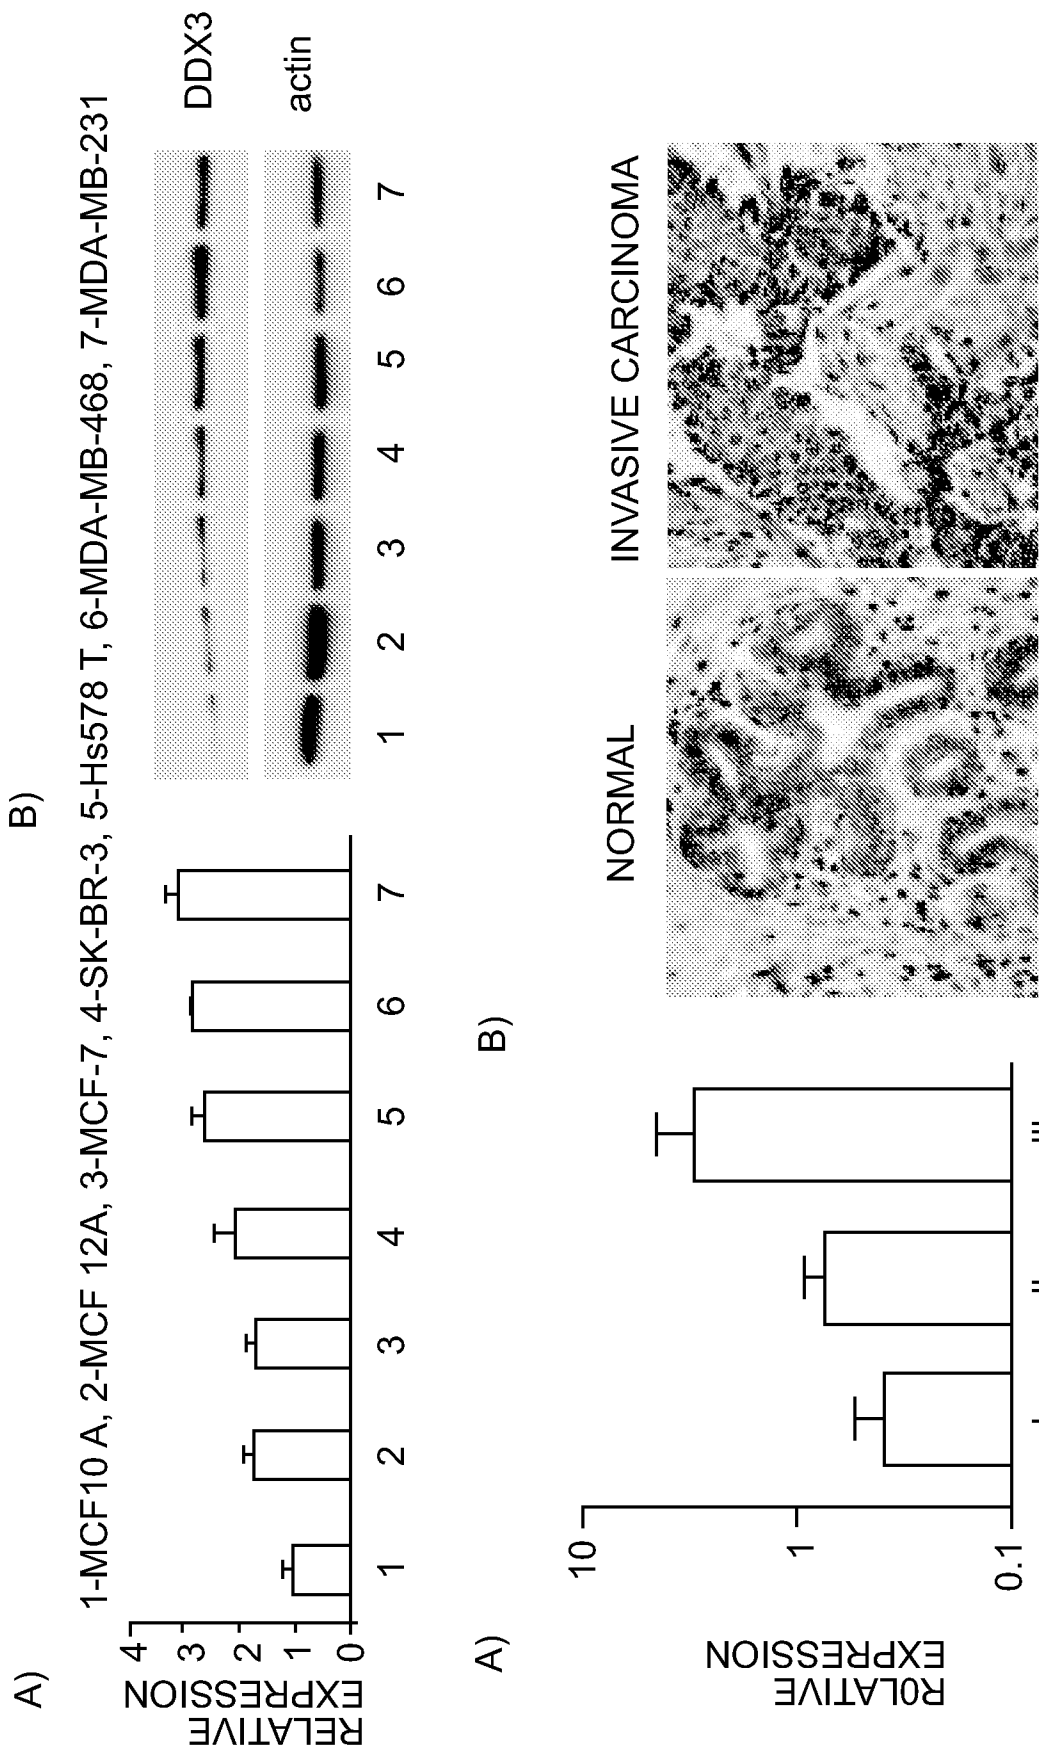 A)
B)
1-MCF10 A, 2-MCF 12A, 3-MCF-7, 4-SK-BR-3, 5-Hs578 T, 6-MDA-MB-468, 7-MDA-MB-231
RELATIVE
EXPRESSION
4
3
2
1
0
1 2 3 4 5 6 7
DDX3
actin
1 2 3 4 5 6 7
A)
B)
R0LATIVE
EXPRESSION
10
1
0.1
I II III
NORMAL
INVASIVE CARCINOMA